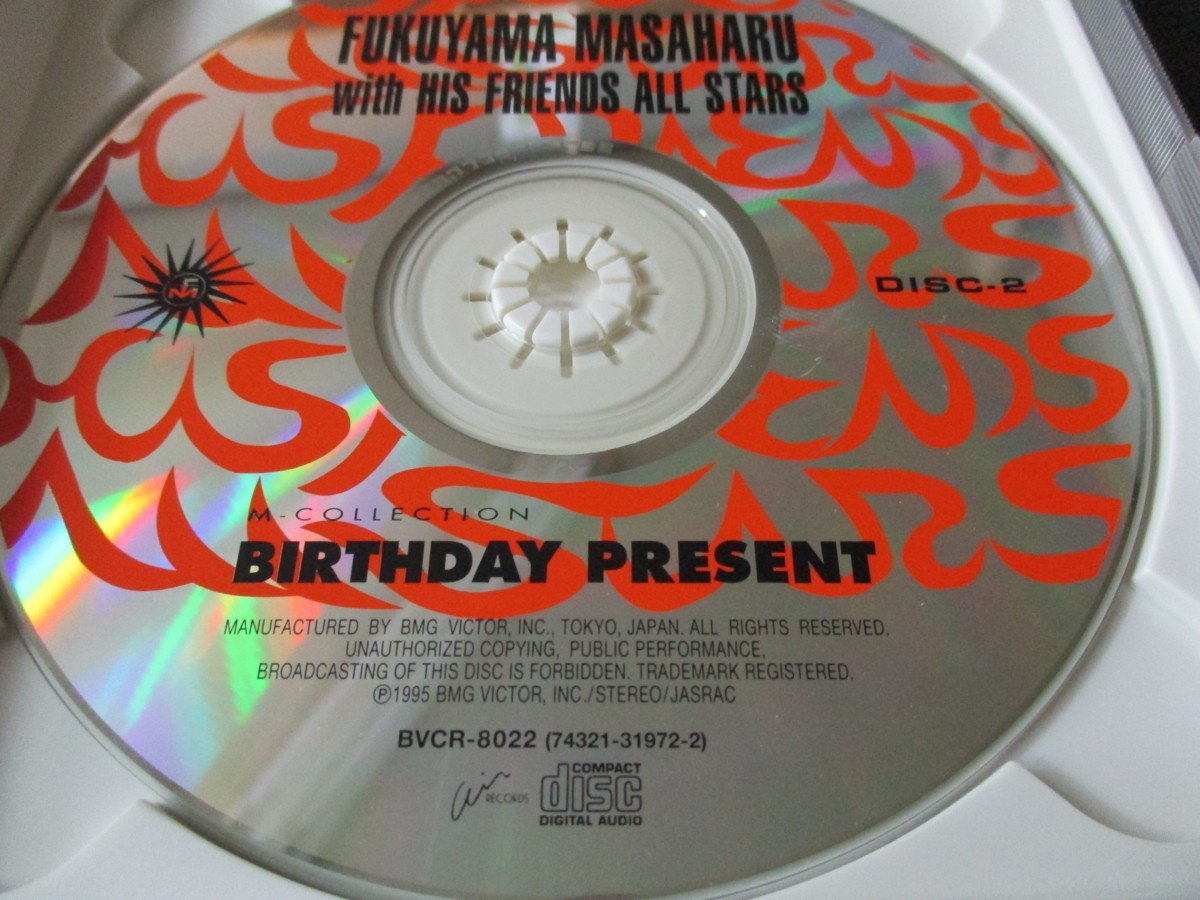 FUKUYAMA MASAHARU
with HIS FRIENDS ALL STARS
DISC-2
M-COLLECTION
BIRTHDAY PRESENT
MANUFACTURED BY BMG VICTOR, INC., TOKYO, JAPAN. ALL RIGHTS RESERVED.
UNAUTHORIZED COPYING, PUBLIC PERFORMANCE,
BROADCASTING OF THIS DISC IS FORBIDDEN. TRADEMARK REGISTERED.
Ⓟ1995 BMG VICTOR, INC./STEREO/JASRAC
BVCR-8022 (74321-31972-2)
RECORDS
COMPACT
disc
DIGITAL AUDIO